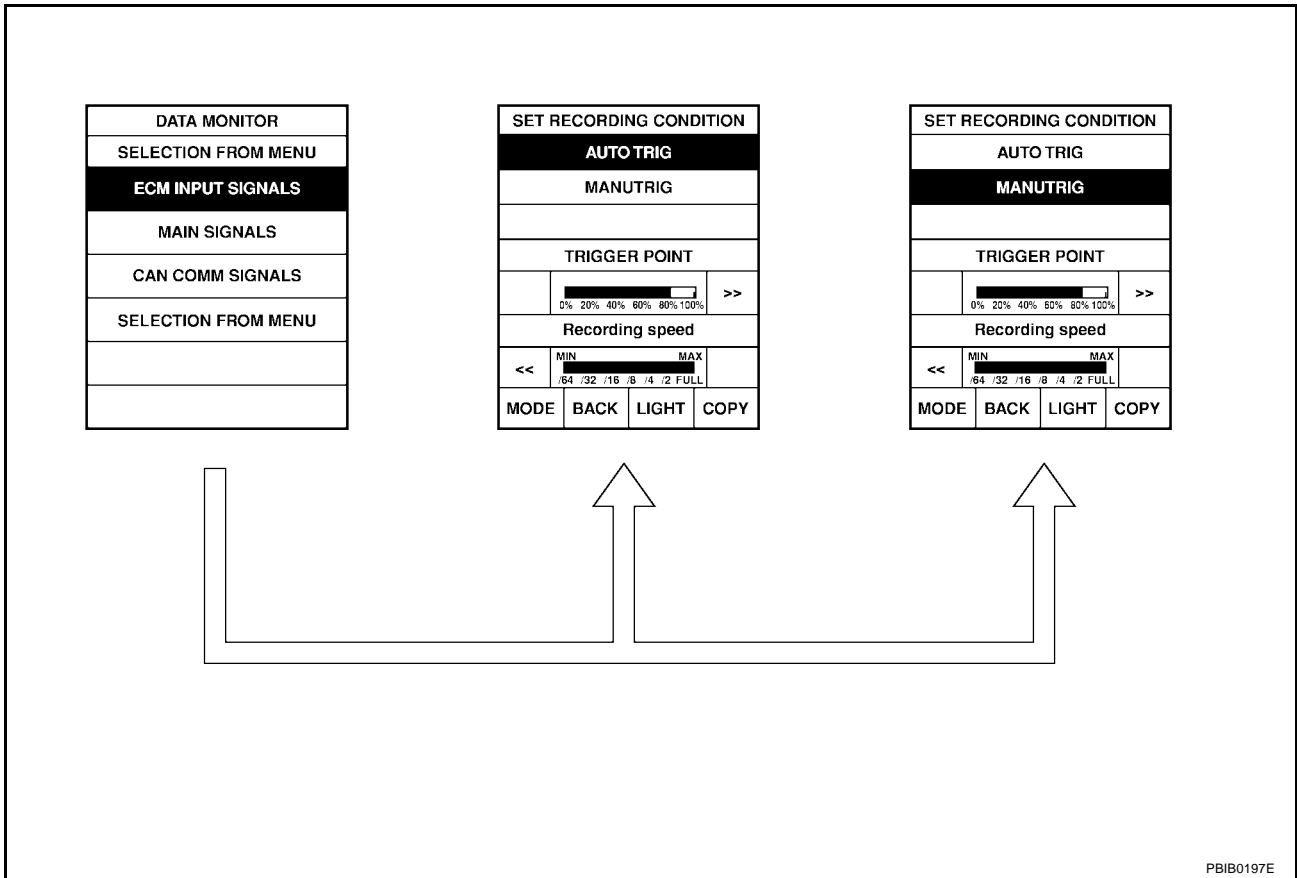 DATA MONITOR
SELECTION FROM MENU
ECM INPUT SIGNALS
MAIN SIGNALS
CAN COMM SIGNALS
SELECTION FROM MENU
SET RECORDING CONDITION
AUTO TRIG
MANUTRIG
TRIGGER POINT
0% 20% 40% 60% 80% 100%
>>
Recording speed
<<
MIN MAX
/64 /32 /16 /8 /4 /2 FULL
MODE BACK LIGHT COPY
SET RECORDING CONDITION
AUTO TRIG
MANUTRIG
TRIGGER POINT
0% 20% 40% 60% 80% 100%
>>
Recording speed
<<
MIN MAX
/64 /32 /16 /8 /4 /2 FULL
MODE BACK LIGHT COPY
PBIB0197E